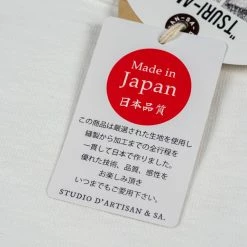 "TSURI-M
Made in
Japan
日本品質
この商品は厳選された生地を使用し
縫製から加工までの全行程を
一貫して日本で作りました。
優れた技術、品質、感性を
お楽しみ頂き
いつまでもご愛用下さい。
STUDIO D'ARTISAN & SA.